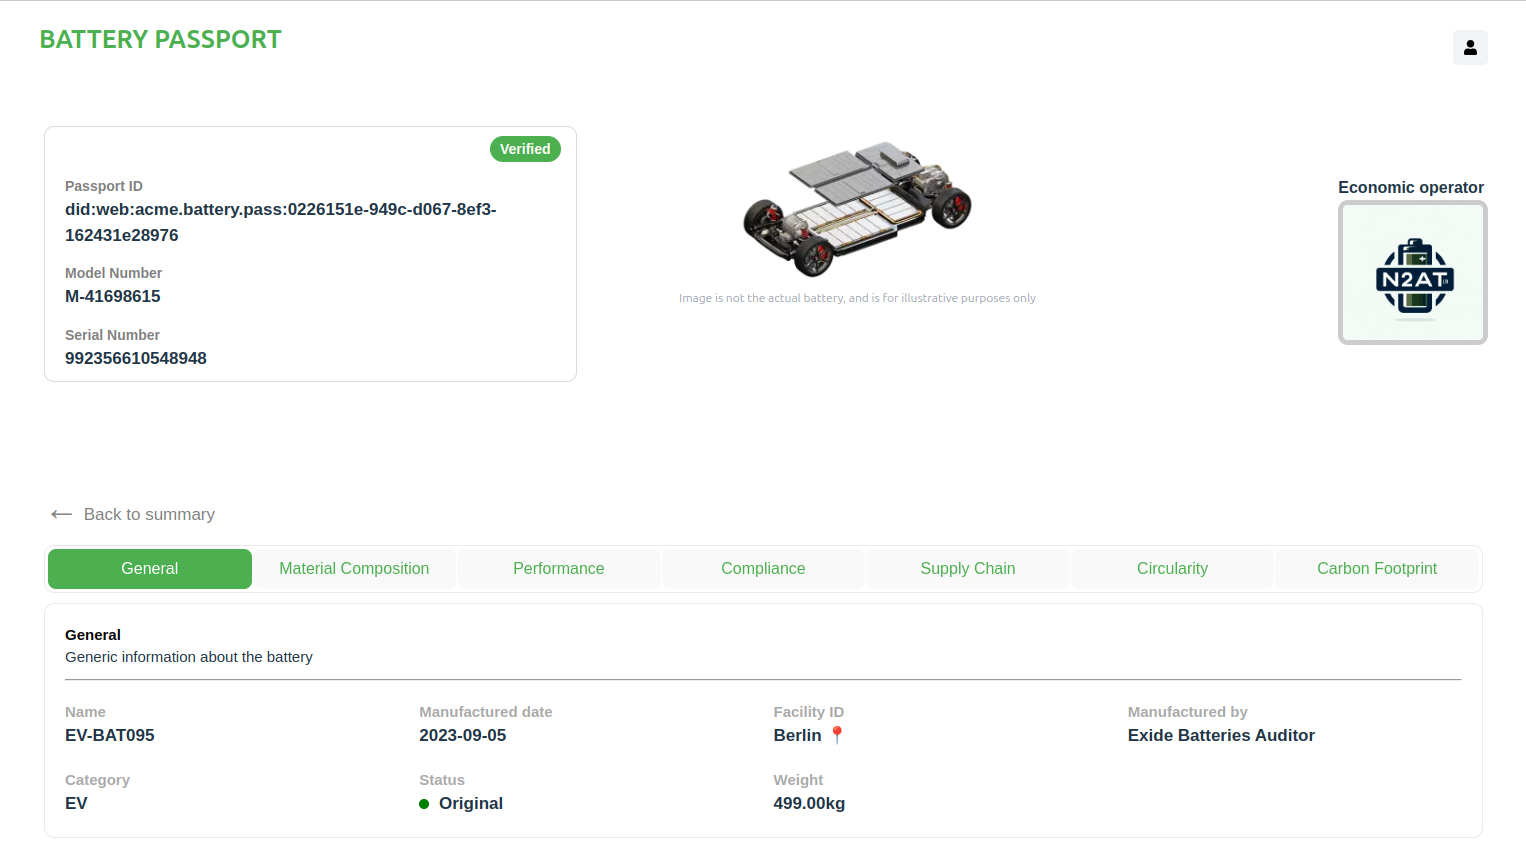 BATTERY PASSPORT
Verified
Passport ID
did:web:acme.battery.pass:0226151e-949c-d067-8ef3-
162431e28976
Model Number
M-41698615
Serial Number
992356610548948
Image is not the actual battery, and is for illustrative purposes only
Economic operator
N2AT
← Back to summary
General
Material Composition
Performance
Compliance
Supply Chain
Circularity
Carbon Footprint
General
Generic information about the battery
Name
EV-BAT095
Manufactured date
2023-09-05
Facility ID
Berlin 📍
Manufactured by
Exide Batteries Auditor
Category
EV
Status
Original
Weight
499.00kg